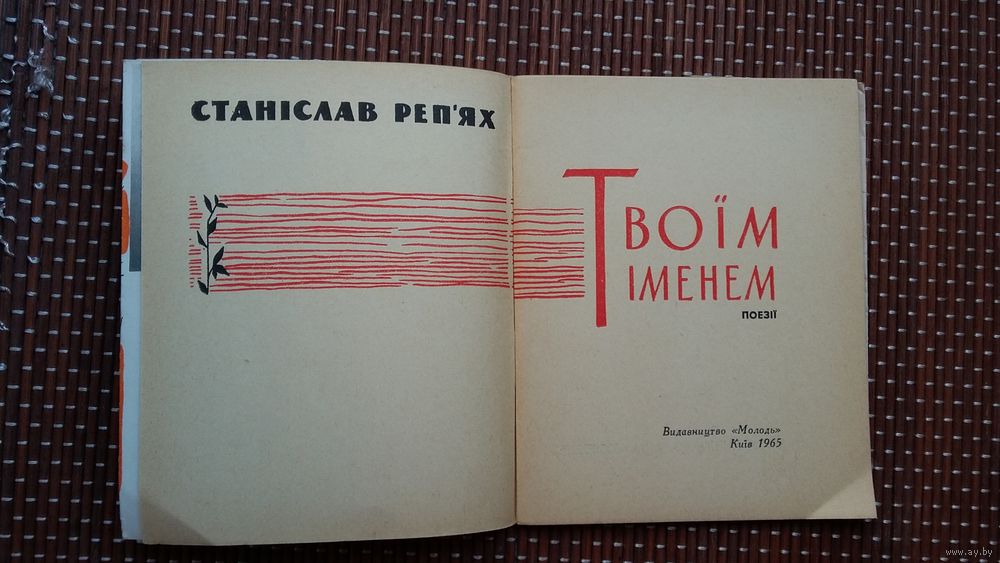 СТАНІСЛАВ РЕП'ЯХ
ТВОЇМ
ІМЕНЕМ
ПОЕЗІЇ
Видавництво «Молодь»
Київ 1965
www.ay.by